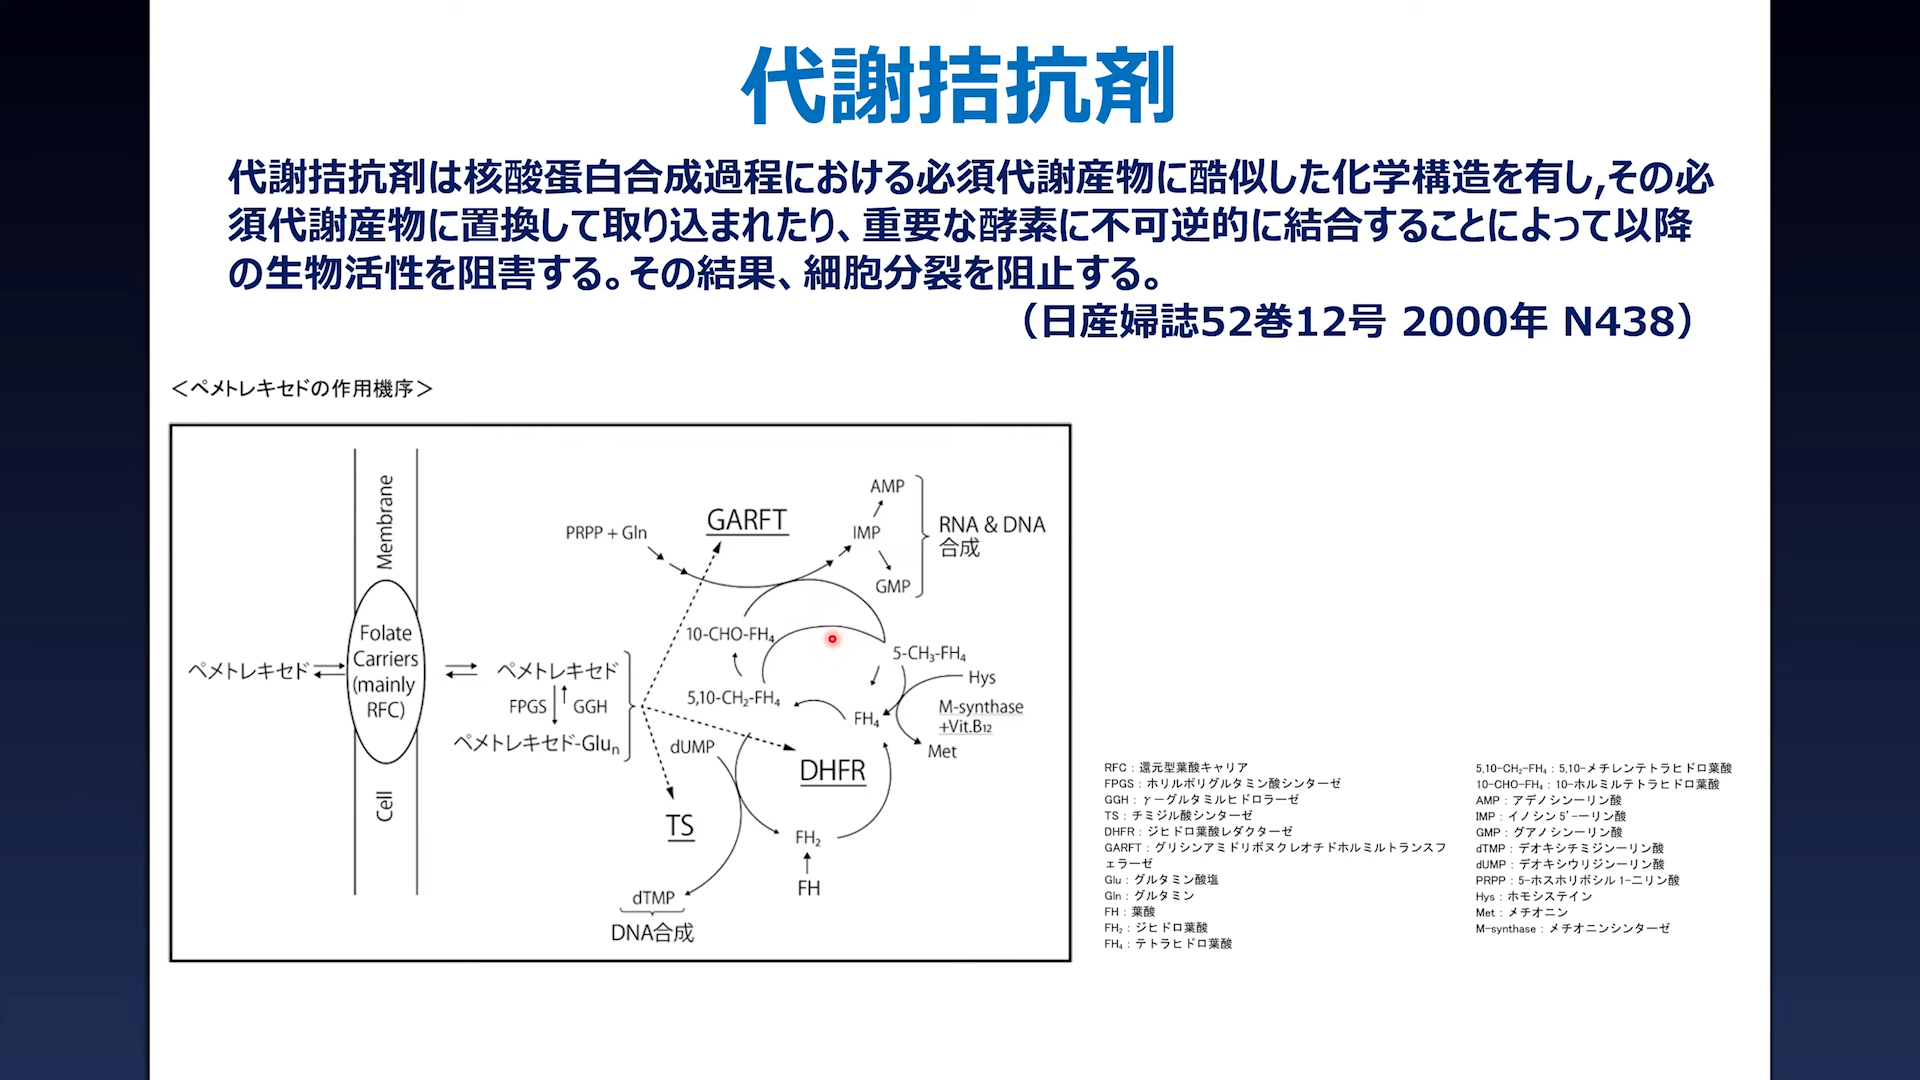 代謝拮抗剤
代謝拮抗剤は核酸蛋白合成過程における必須代謝産物に酷似した化学構造を有し,その必
須代謝産物に置換して取り込まれたり、重要な酵素に不可逆的に結合することによって以降
の生物活性を阻害する。その結果、細胞分裂を阻止する。
（日産婦誌52巻12号 2000年 N438）
＜ペメトレキセドの作用機序＞
Membrane
Cell
Folate
Carriers
(mainly
RFC)
ペメトレキセド
ペメトレキセド
FPGS
GGH
ペメトレキセド-Gluₙ
PRPP + Gln
GARFT
AMP
IMP
GMP
RNA & DNA
合成
10-CHO-FH₄
5-CH₃-FH₄
Hys
5,10-CH₂-FH₄
FH₄
M-synthase
+Vit.B₁₂
Met
dUMP
DHFR
TS
FH₂
FH
dTMP
DNA合成
RFC：還元型葉酸キャリア
FPGS：ホリルポリグルタミン酸シンターゼ
GGH：γ－グルタミルヒドロラーゼ
TS：チミジル酸シンターゼ
DHFR：ジヒドロ葉酸レダクターゼ
GARFT：グリシンアミドリボヌクレオチドホルミルトランスフ
ェラーゼ
Glu：グルタミン酸塩
Gln：グルタミン
FH：葉酸
FH₂：ジヒドロ葉酸
FH₄：テトラヒドロ葉酸
5,10-CH₂-FH₄：5,10-メチレンテトラヒドロ葉酸
10-CHO-FH₄：10-ホルミルテトラヒドロ葉酸
AMP：アデノシン一リン酸
IMP：イノシン 5'-一リン酸
GMP：グアノシン一リン酸
dTMP：デオキシチミジン一リン酸
dUMP：デオキシウリジン一リン酸
PRPP：5-ホスホリボシル 1-二リン酸
Hys：ホモシステイン
Met：メチオニン
M-synthase：メチオニンシンターゼ